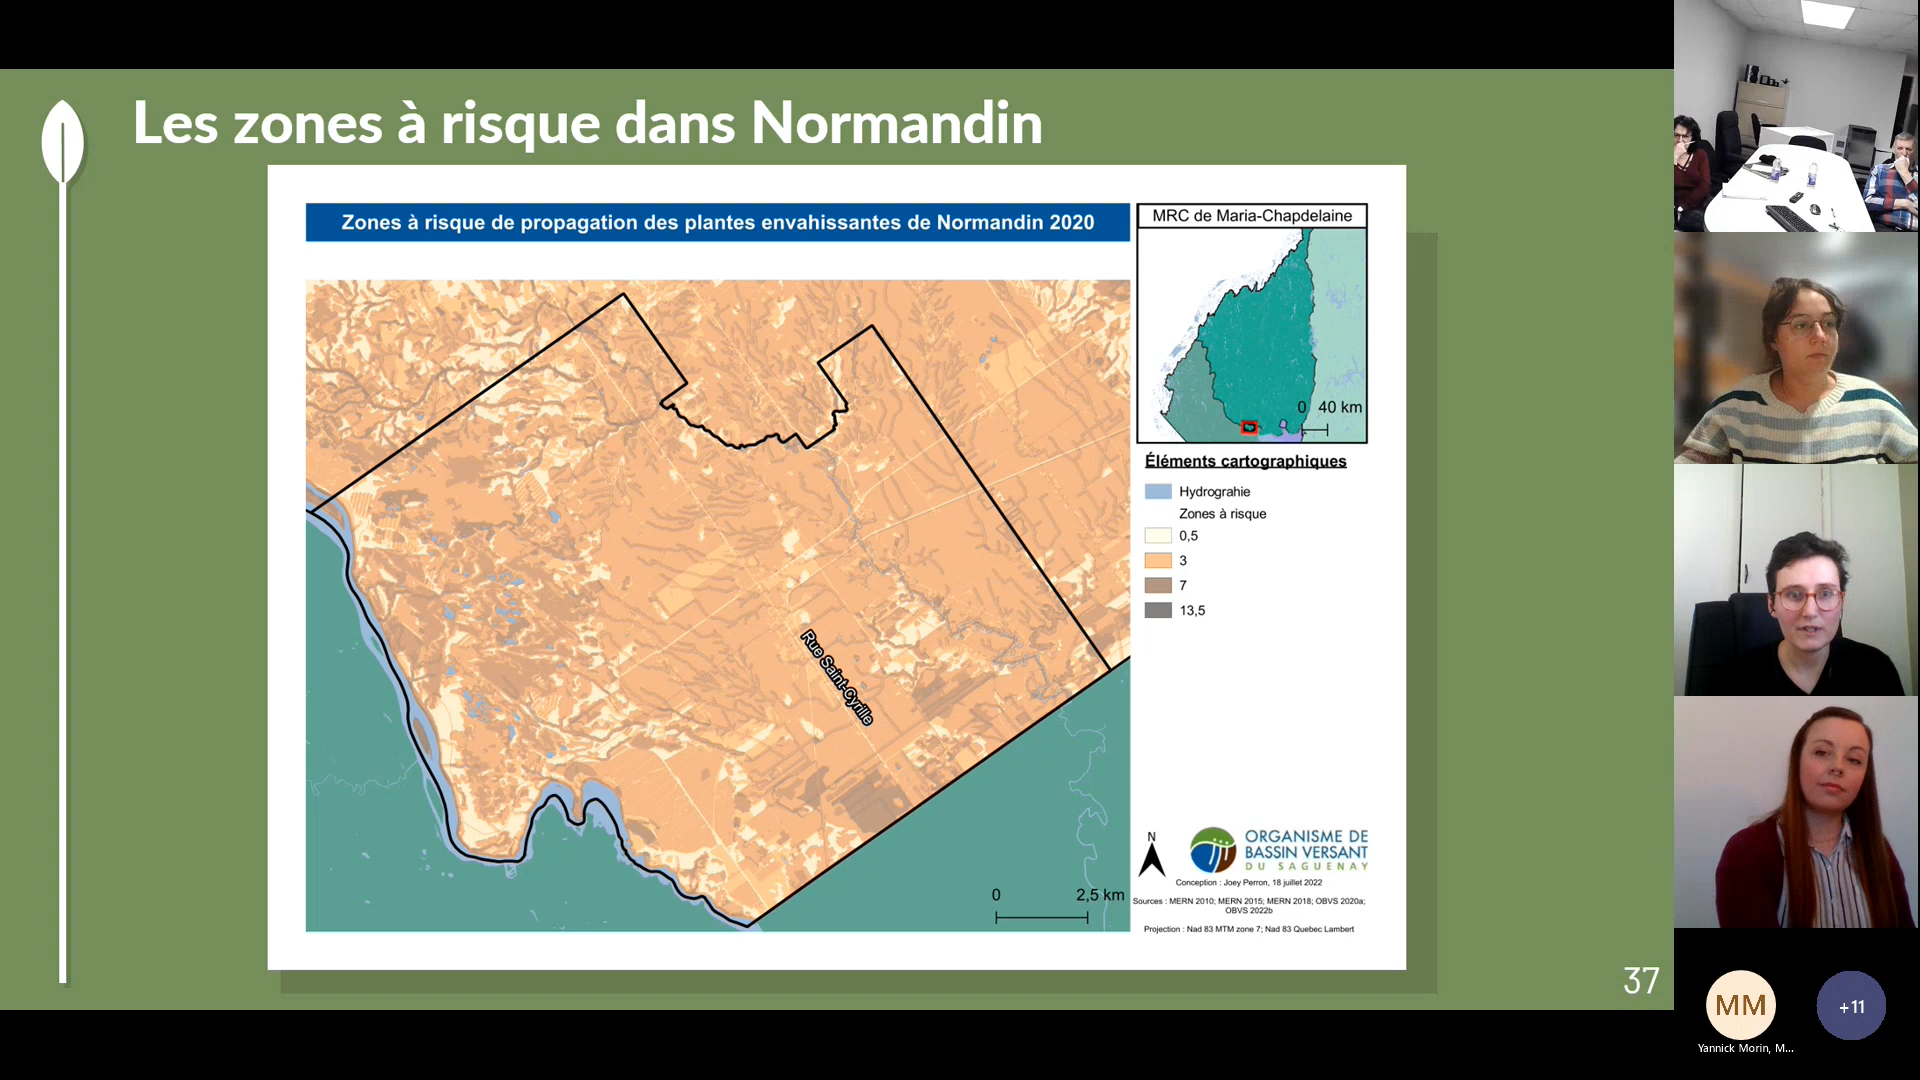 Les zones à risque dans Normandin
Zones à risque de propagation des plantes envahissantes de Normandin 2020
MRC de Maria-Chapdelaine
0 40 km
Éléments cartographiques
Hydrograhie
Zones à risque
0,5
3
7
13,5
Rue Saint-Cyrille
0 2,5 km
N
ORGANISME DE
BASSIN VERSANT
DU SAGUENAY
Conception : Joey Perron, 18 juillet 2022
Sources : MERN 2010; MERN 2015; MERN 2018; OBVS 2020a;
OBVS 2022b
Projection : Nad 83 MTM zone 7; Nad 83 Quebec Lambert
37
MM
+11
Yannick Morin, M...